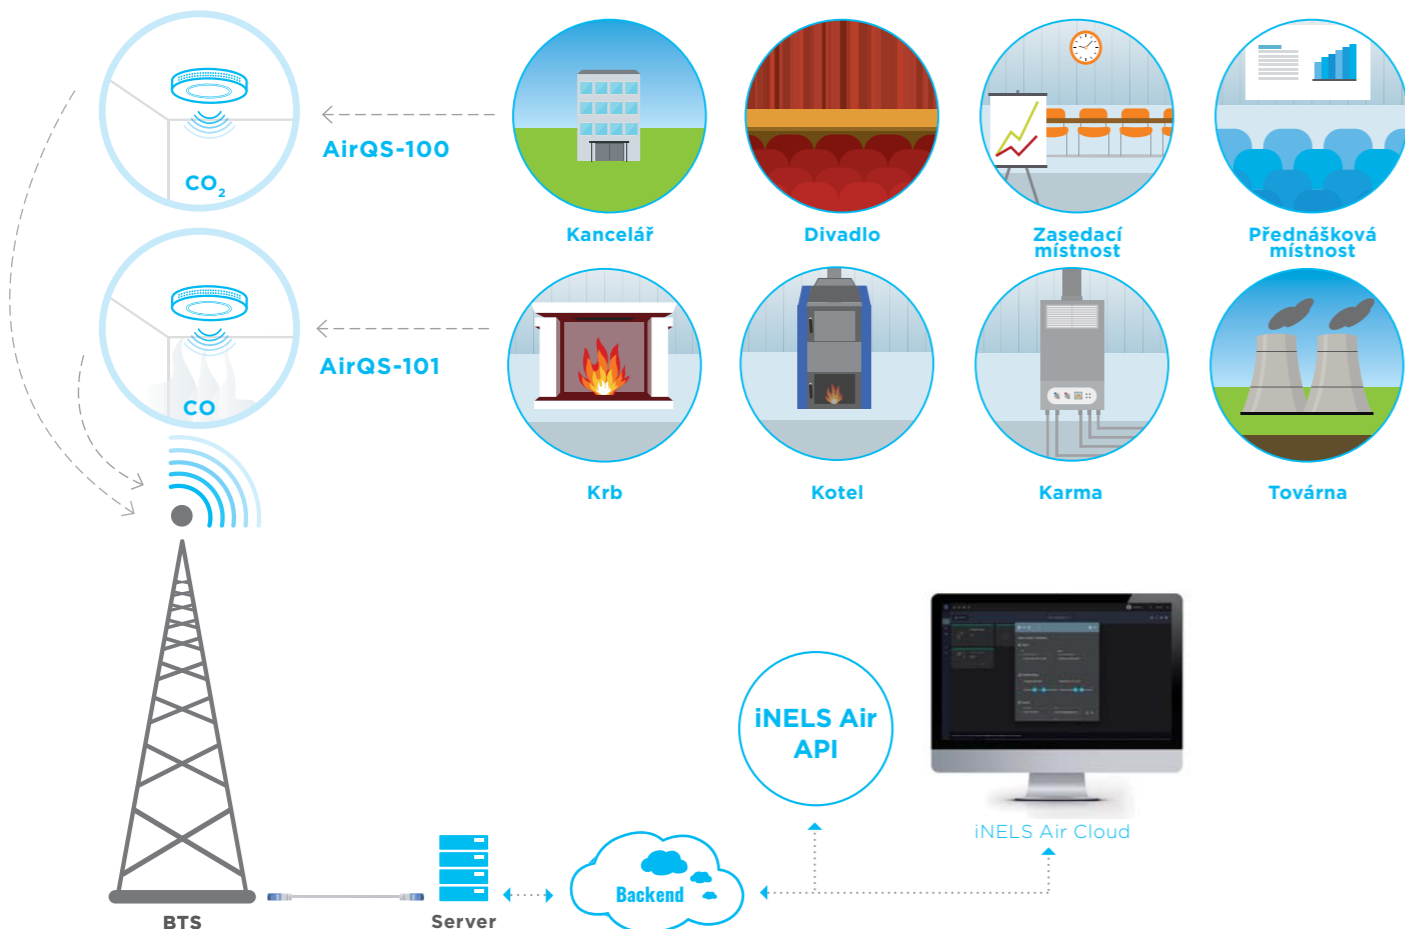 AirQS-100
CO2
Kancelář
Divadlo
Zasedací
místnost
Přednášková
místnost
AirQS-101
CO
Krb
Kotel
Karma
Továrna
iNELS Air
API
iNELS Air Cloud
Backend
BTS
Server